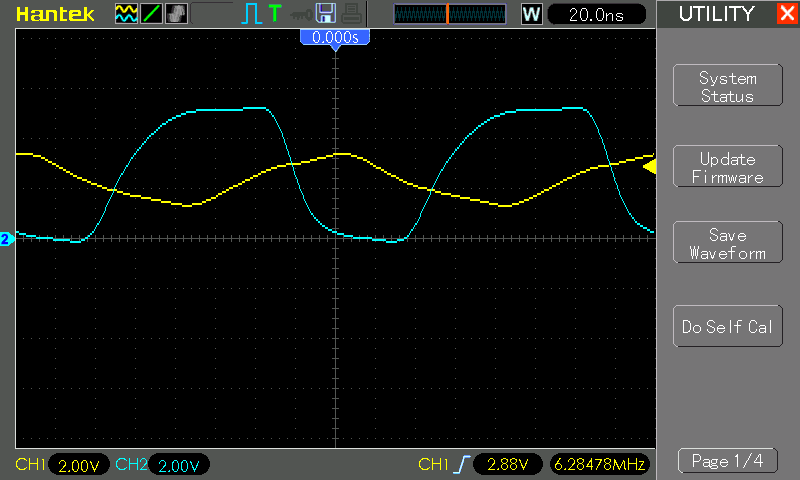 Hantek
T
W
20.0ns
UTILITY
0.000s
System
Status
Update
Firmware
Save
Waveform
Do Self Cal
2
CH1 2.00V CH2 2.00V CH1 2.88V 6.28478MHz
Page 1/4